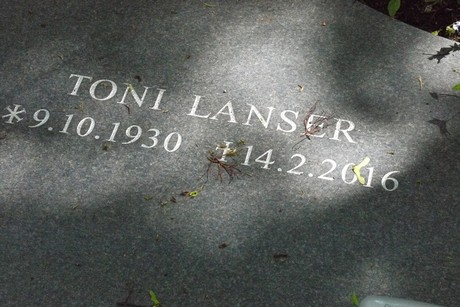 TONI LANSER
* 9.10.1930 † 14.2.2016